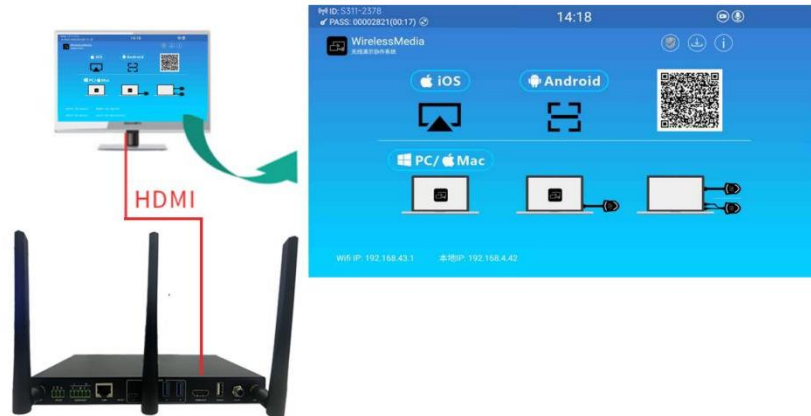 ID: S311-2378
PASS: 00002821(00:17)
14:18
WirelessMedia
无线演示协作系统
iOS
Android
PC/ Mac
HDMI
Wifi IP: 192.168.43.1
本地IP: 192.168.4.42